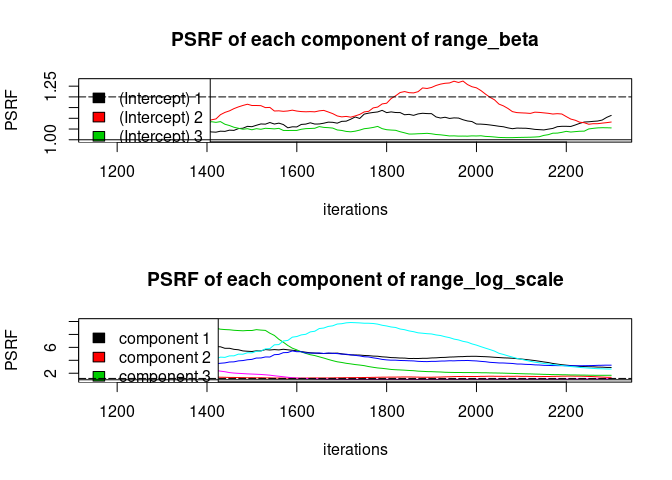 PSRF of each component of range_beta
PSRF
1.25
1.00
(Intercept) 1
(Intercept) 2
(Intercept) 3
1200 1400 1600 1800 2000 2200
iterations
PSRF of each component of range_log_scale
PSRF
6
2
component 1
component 2
component 3
1200 1400 1600 1800 2000 2200
iterations